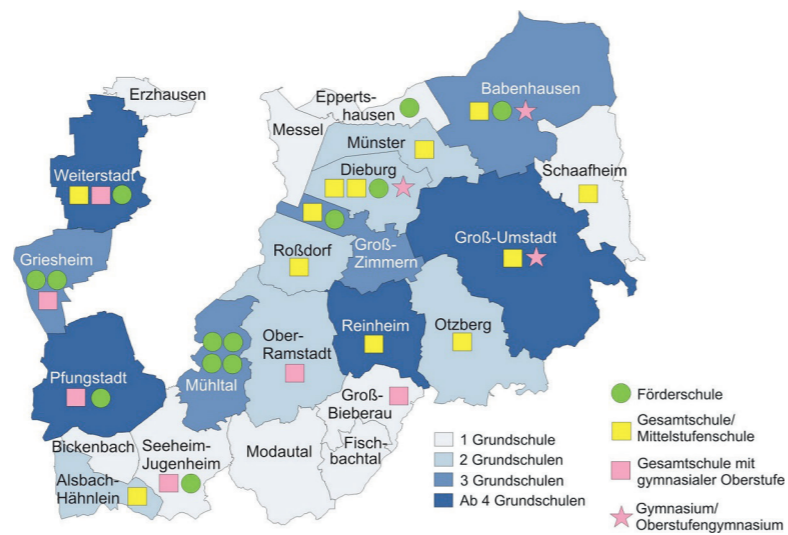 Erzhausen
Epperts-
hausen
Babenhausen
Messel
Münster
Weiterstadt
Dieburg
Schaafheim
Griesheim
Roßdorf
Groß-
Zimmern
Groß-Umstadt
Ober-
Ramstadt
Reinheim
Otzberg
Pfungstadt
Mühltal
Groß-
Bieberau
Bickenbach
Seeheim-
Jugenheim
Modautal
Fisch-
bachtal
Alsbach-
Hähnlein
1 Grundschule
2 Grundschulen
3 Grundschulen
Ab 4 Grundschulen
Förderschule
Gesamtschule/
Mittelstufenschule
Gesamtschule mit
gymnasialer Oberstufe
Gymnasium/
Oberstufengymnasium